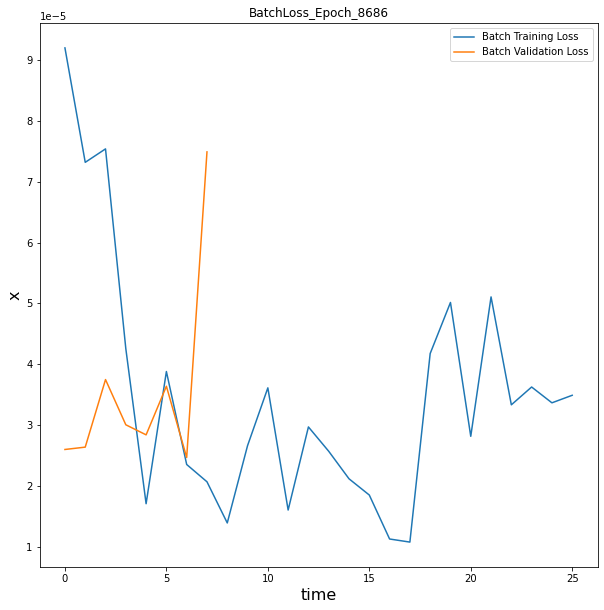 BatchLoss_Epoch_8686
1e−5
Batch Training Loss
Batch Validation Loss
9
8
7
6
5
4
3
2
1
x
0 5 10 15 20 25
time